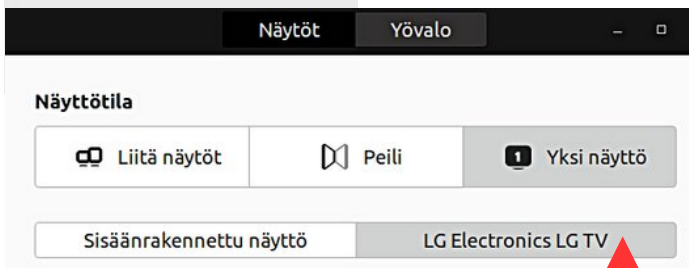 Näytöt Yövalo
Näyttötila
Liitä näytöt Peili 1 Yksi näyttö
Sisäänrakennettu näyttö LG Electronics LG TV